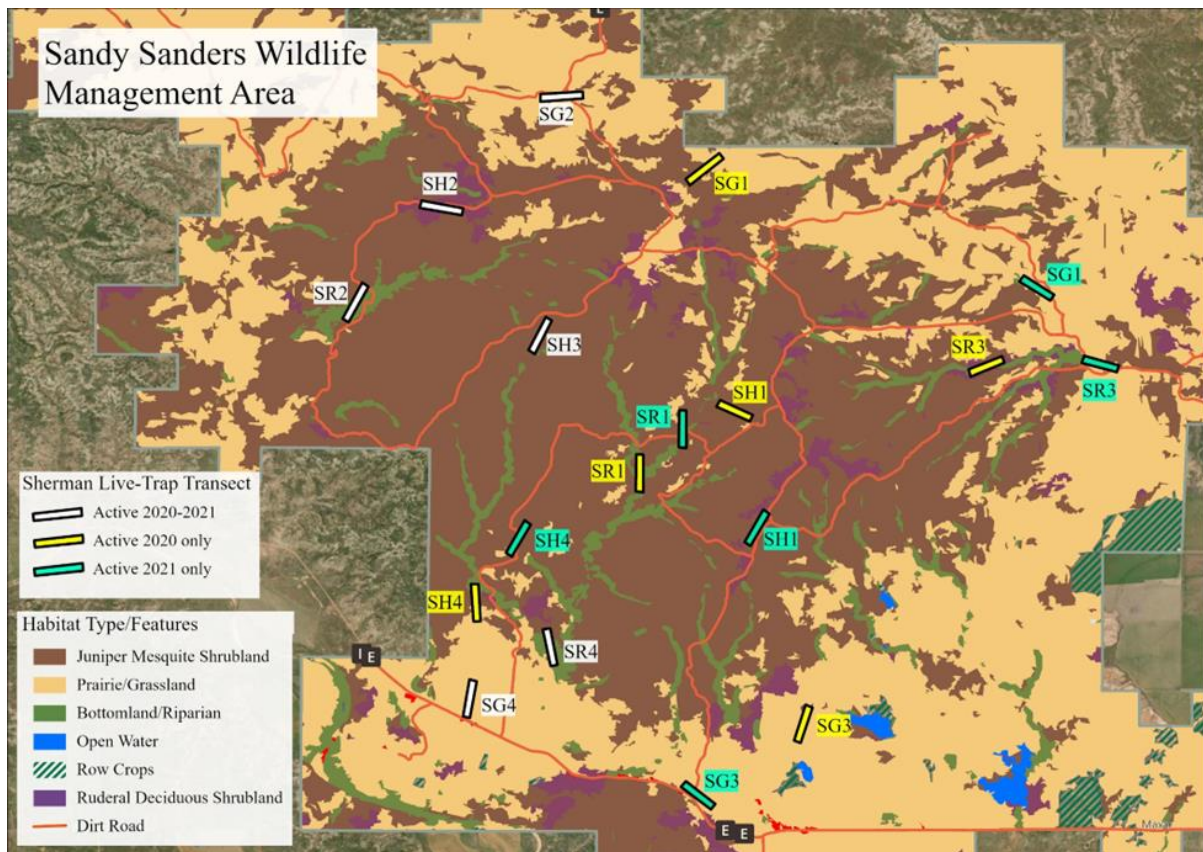 Sandy Sanders Wildlife
Management Area
E
SG2
SG1
SH2
SG1
SR2
SH3
SR3
SR3
SH1
SR1
SR1
SH4
SH1
SH4
SR4
SG4
SG3
SG3
I E
E E
Maxar
Sherman Live-Trap Transect
Active 2020-2021
Active 2020 only
Active 2021 only
Habitat Type/Features
Juniper Mesquite Shrubland
Prairie/Grassland
Bottomland/Riparian
Open Water
Row Crops
Ruderal Deciduous Shrubland
Dirt Road